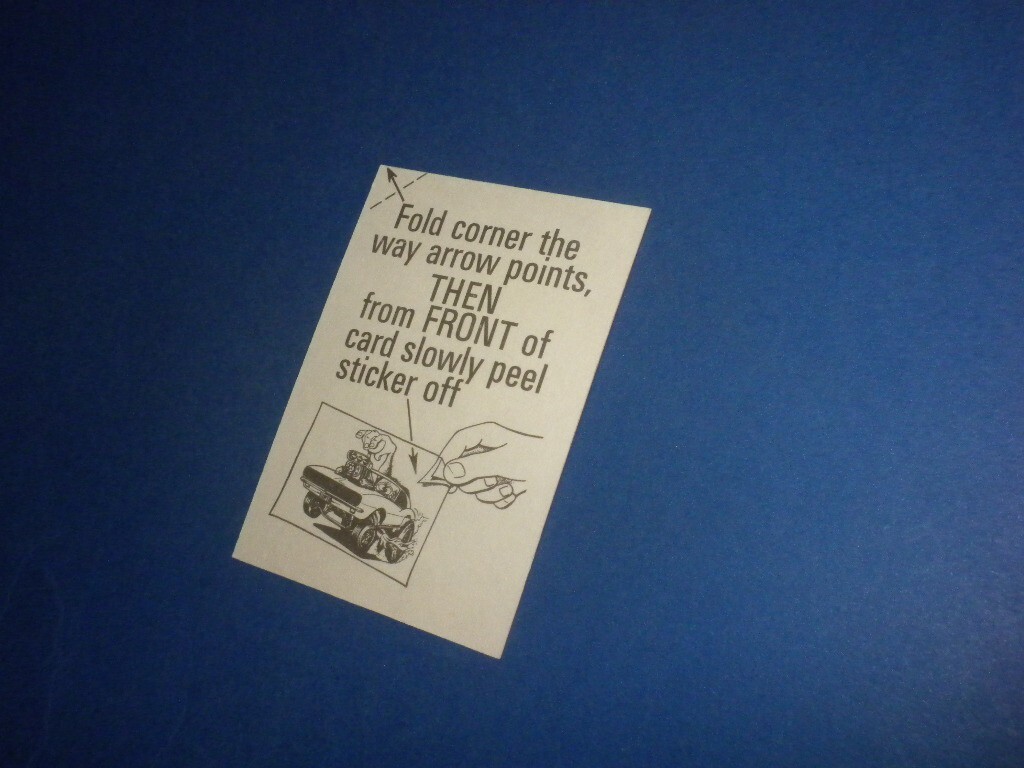 Fold corner the
way arrow points,
THEN
from FRONT of
card slowly peel
sticker off